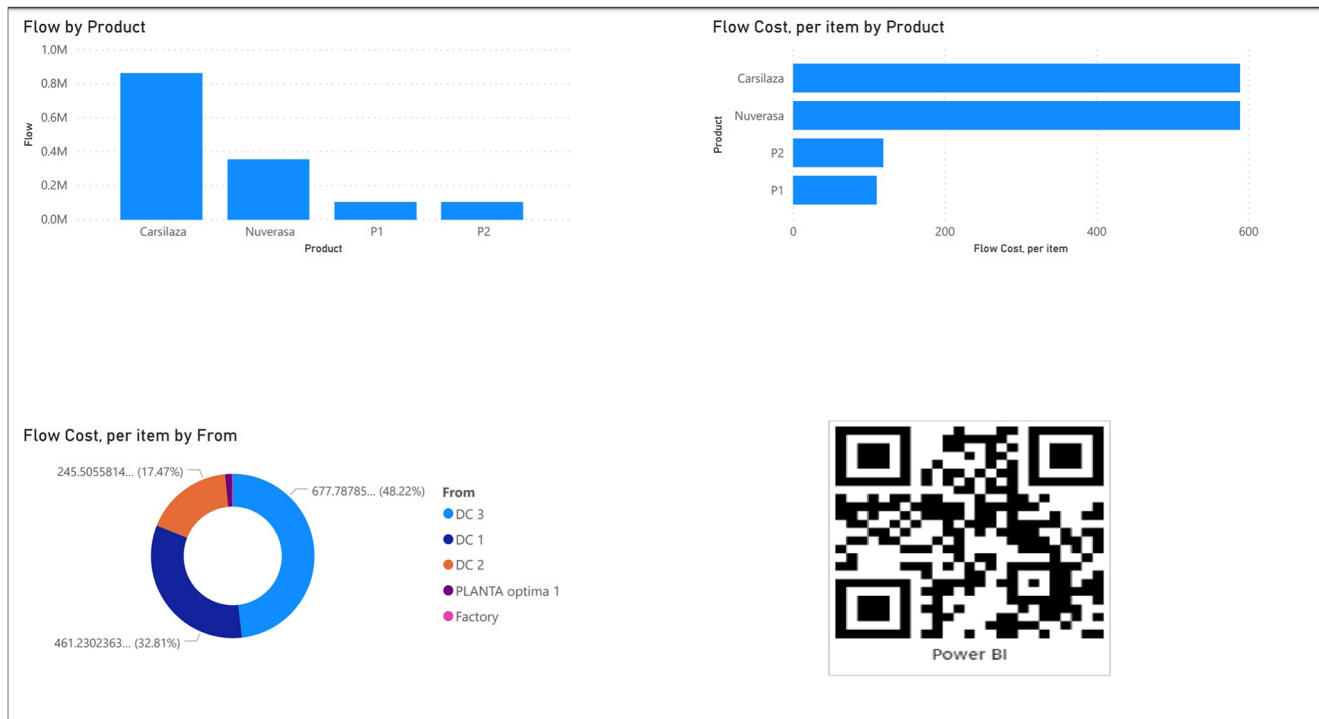 Flow by Product
1.0M
0.8M
0.6M
0.4M
0.2M
0.0M
Flow
Carsilaza
Nuverasa
P1
P2
Product
Flow Cost, per item by Product
Carsilaza
Nuverasa
P2
P1
Product
0
200
400
600
Flow Cost, per item
Flow Cost, per item by From
245.5055814... (17.47%)
677.78785... (48.22%)
461.2302363... (32.81%)
From
DC 3
DC 1
DC 2
PLANTA optima 1
Factory
Power BI